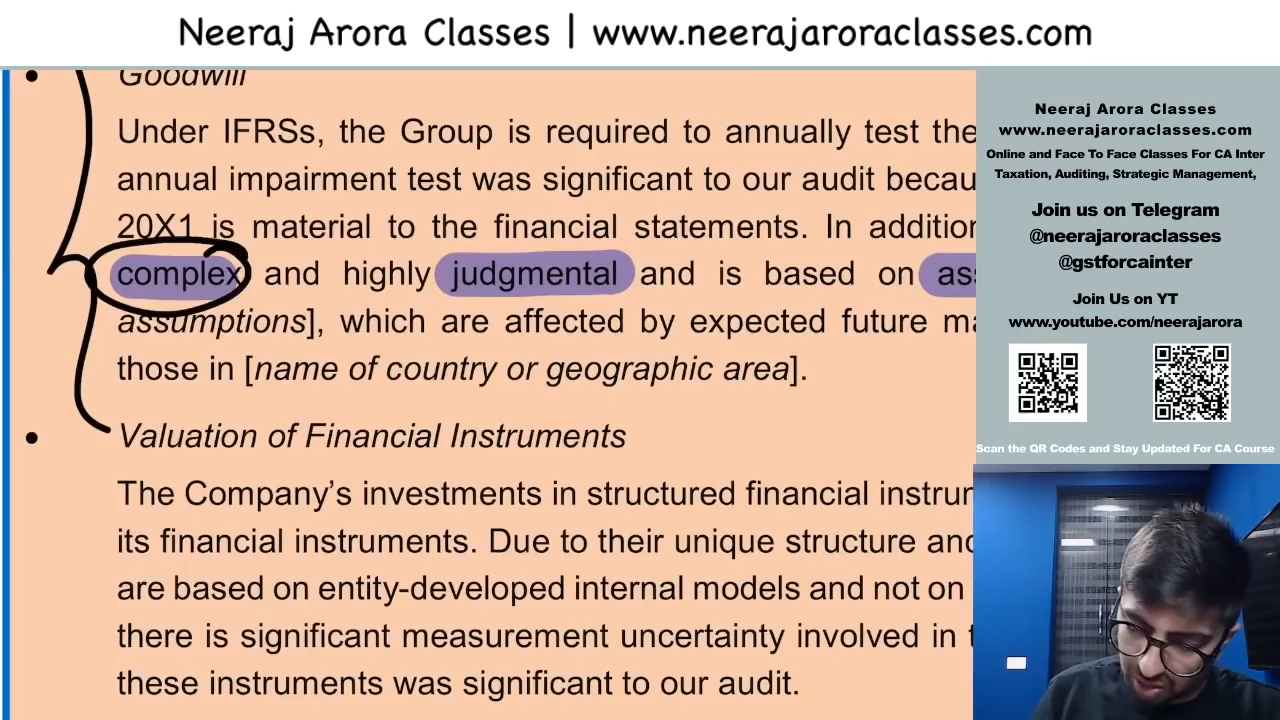 Neeraj Arora Classes | www.neerajaroraclasses.com
• Goodwill
Under IFRSs, the Group is required to annually test the
annual impairment test was significant to our audit becau
20X1 is material to the financial statements. In addition
complex and highly judgmental and is based on ass
assumptions], which are affected by expected future ma
those in [name of country or geographic area].
• Valuation of Financial Instruments
The Company’s investments in structured financial instrum
its financial instruments. Due to their unique structure and
are based on entity-developed internal models and not on
there is significant measurement uncertainty involved in t
these instruments was significant to our audit.
Neeraj Arora Classes
www.neerajaroraclasses.com
Online and Face To Face Classes For CA Inter
Taxation, Auditing, Strategic Management,
Join us on Telegram
@neerajaroraclasses
@gstforcainter
Join Us on YT
www.youtube.com/neerajarora
Scan the QR Codes and Stay Updated For CA Course